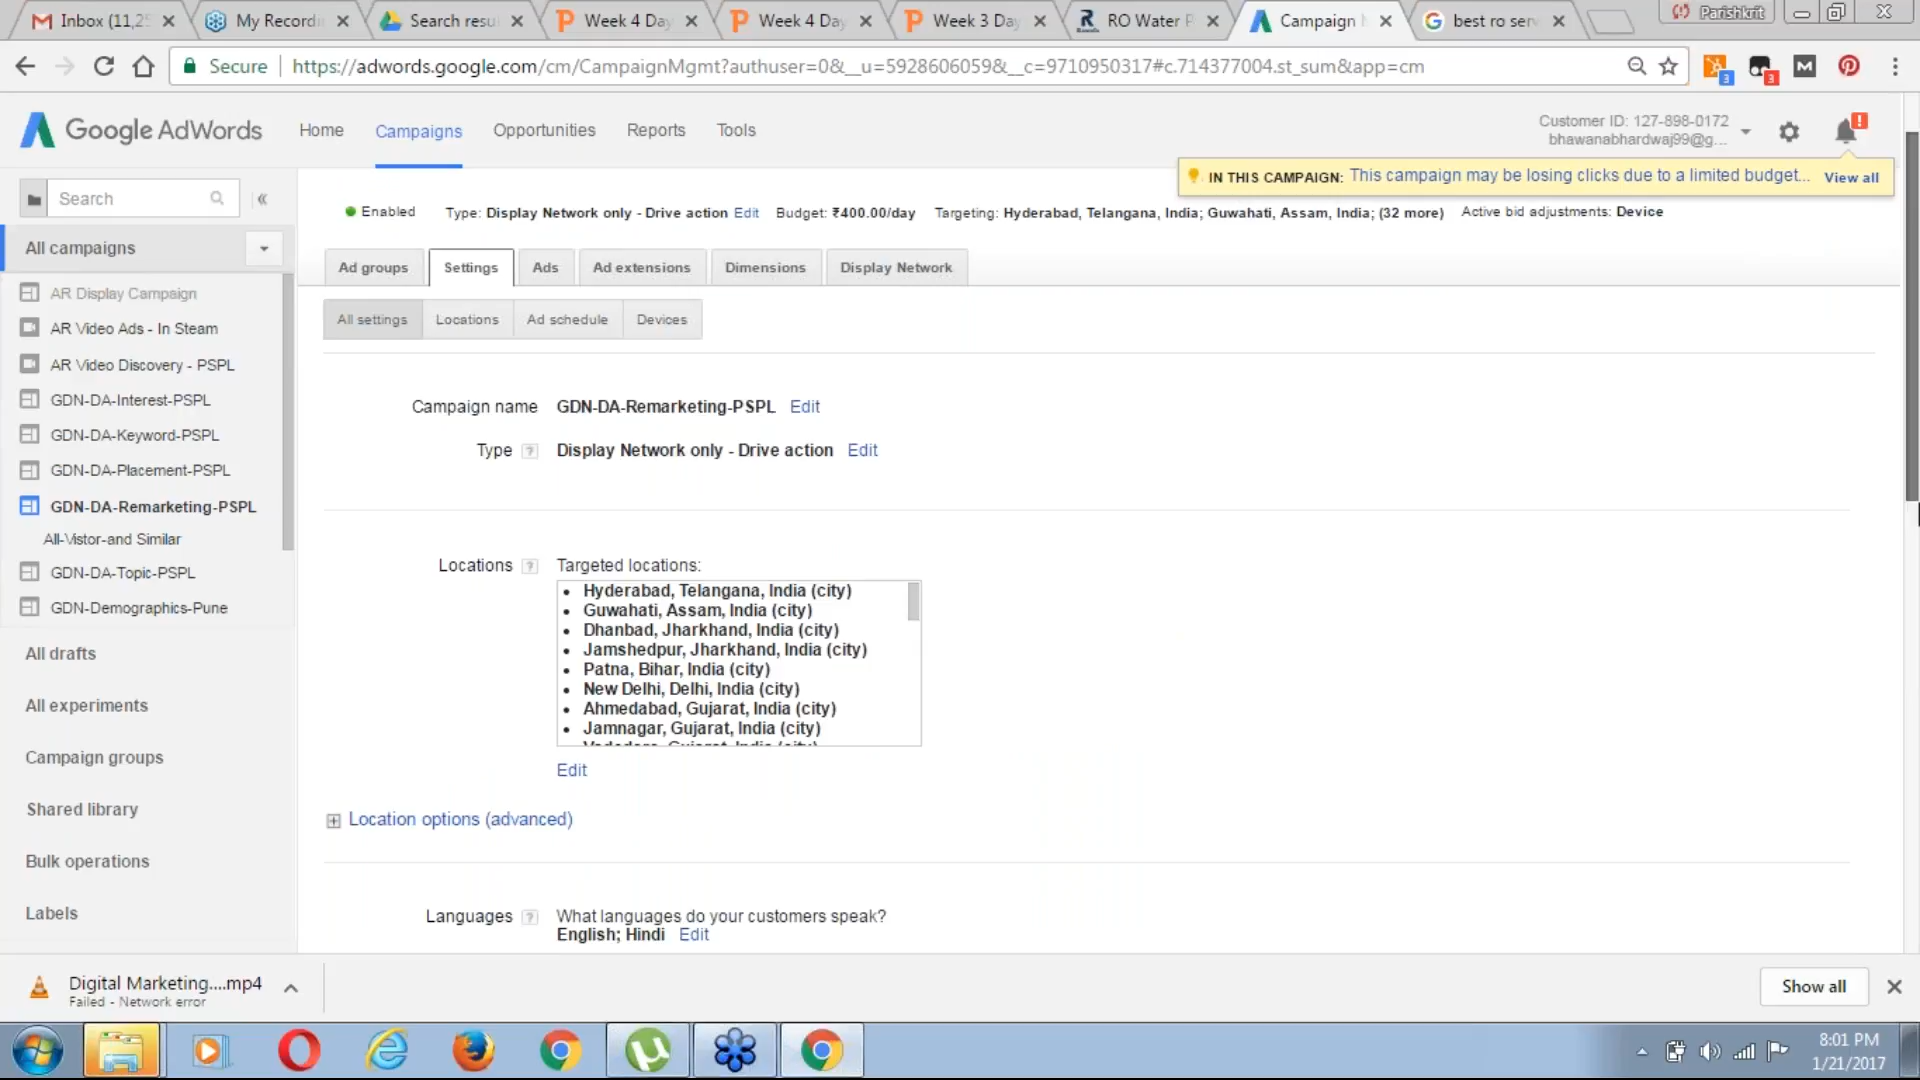 Inbox (11,25
My Recordi
Search resu
Week 4 Day
Week 4 Day
Week 3 Day
RO Water P
Campaign
best ro serv
Parishkrit
Secure
https://adwords.google.com/cm/CampaignMgmt?authuser=0&__u=5928606059&__c=9710950317#c.714377004.st_sum&app=cm
3
3
M
Google AdWords
Home
Campaigns
Opportunities
Reports
Tools
Customer ID: 127-898-0172
bhawanabhardwaj99@g...
IN THIS CAMPAIGN: This campaign may be losing clicks due to a limited budget... View all
Search
Enabled Type: Display Network only - Drive action Edit Budget: ₹400.00/day Targeting: Hyderabad, Telangana, India; Guwahati, Assam, India; (32 more) Active bid adjustments: Device
All campaigns
Ad groups
Settings
Ads
Ad extensions
Dimensions
Display Network
All settings
Locations
Ad schedule
Devices
AR Display Campaign
AR Video Ads - In Steam
AR Video Discovery - PSPL
GDN-DA-Interest-PSPL
GDN-DA-Keyword-PSPL
GDN-DA-Placement-PSPL
GDN-DA-Remarketing-PSPL
All-Vistor-and Similar
GDN-DA-Topic-PSPL
GDN-Demographics-Pune
All drafts
All experiments
Campaign groups
Shared library
Bulk operations
Labels
Campaign name GDN-DA-Remarketing-PSPL Edit
Type ? Display Network only - Drive action Edit
Locations ? Targeted locations:
Hyderabad, Telangana, India (city)
Guwahati, Assam, India (city)
Dhanbad, Jharkhand, India (city)
Jamshedpur, Jharkhand, India (city)
Patna, Bihar, India (city)
New Delhi, Delhi, India (city)
Ahmedabad, Gujarat, India (city)
Jamnagar, Gujarat, India (city)
Vadodara, Gujarat, India (city)
Edit
Location options (advanced)
Languages ? What languages do your customers speak?
English; Hindi Edit
Digital Marketing....mp4
Failed - Network error
Show all
8:01 PM
1/21/2017